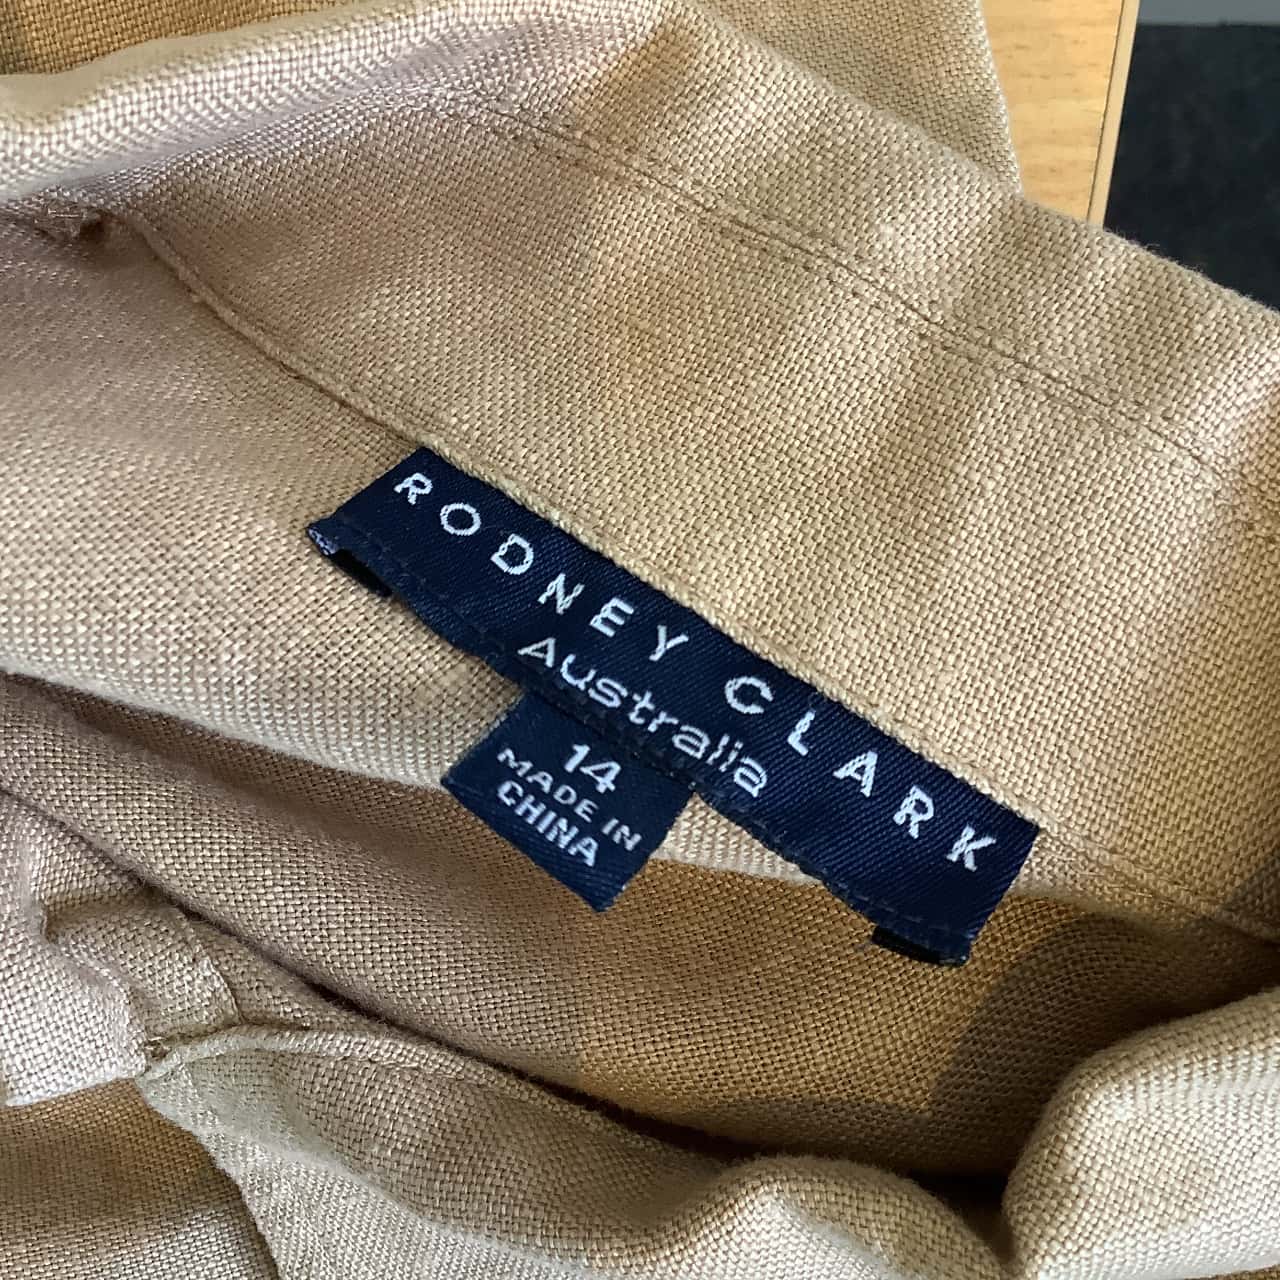 RODNEY CLARK
Australia
14
MADE IN
CHINA